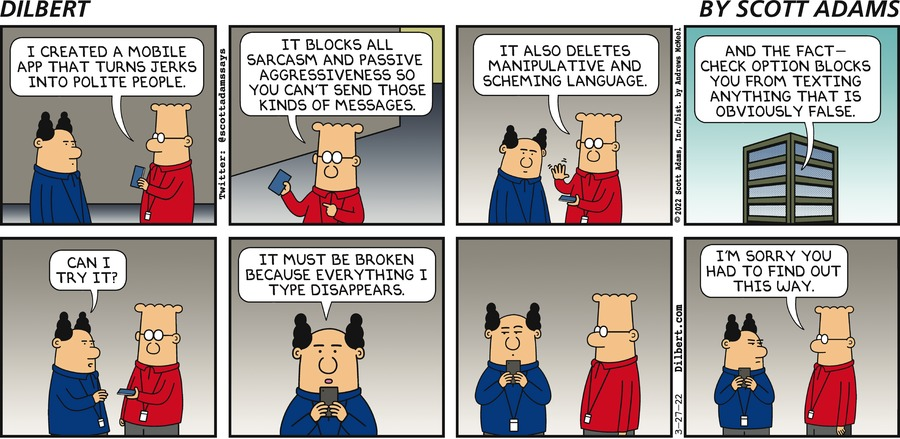 DILBERT
BY SCOTT ADAMS
I CREATED A MOBILE
APP THAT TURNS JERKS
INTO POLITE PEOPLE.
Twitter: @scottadamssays
IT BLOCKS ALL
SARCASM AND PASSIVE
AGGRESSIVENESS SO
YOU CAN'T SEND THOSE
KINDS OF MESSAGES.
IT ALSO DELETES
MANIPULATIVE AND
SCHEMING LANGUAGE.
©2022 Scott Adams, Inc./Dist. by Andrews McMeel
AND THE FACT-
CHECK OPTION BLOCKS
YOU FROM TEXTING
ANYTHING THAT IS
OBVIOUSLY FALSE.
CAN I
TRY IT?
IT MUST BE BROKEN
BECAUSE EVERYTHING I
TYPE DISAPPEARS.
3-27-22 Dilbert.com
I'M SORRY YOU
HAD TO FIND OUT
THIS WAY.